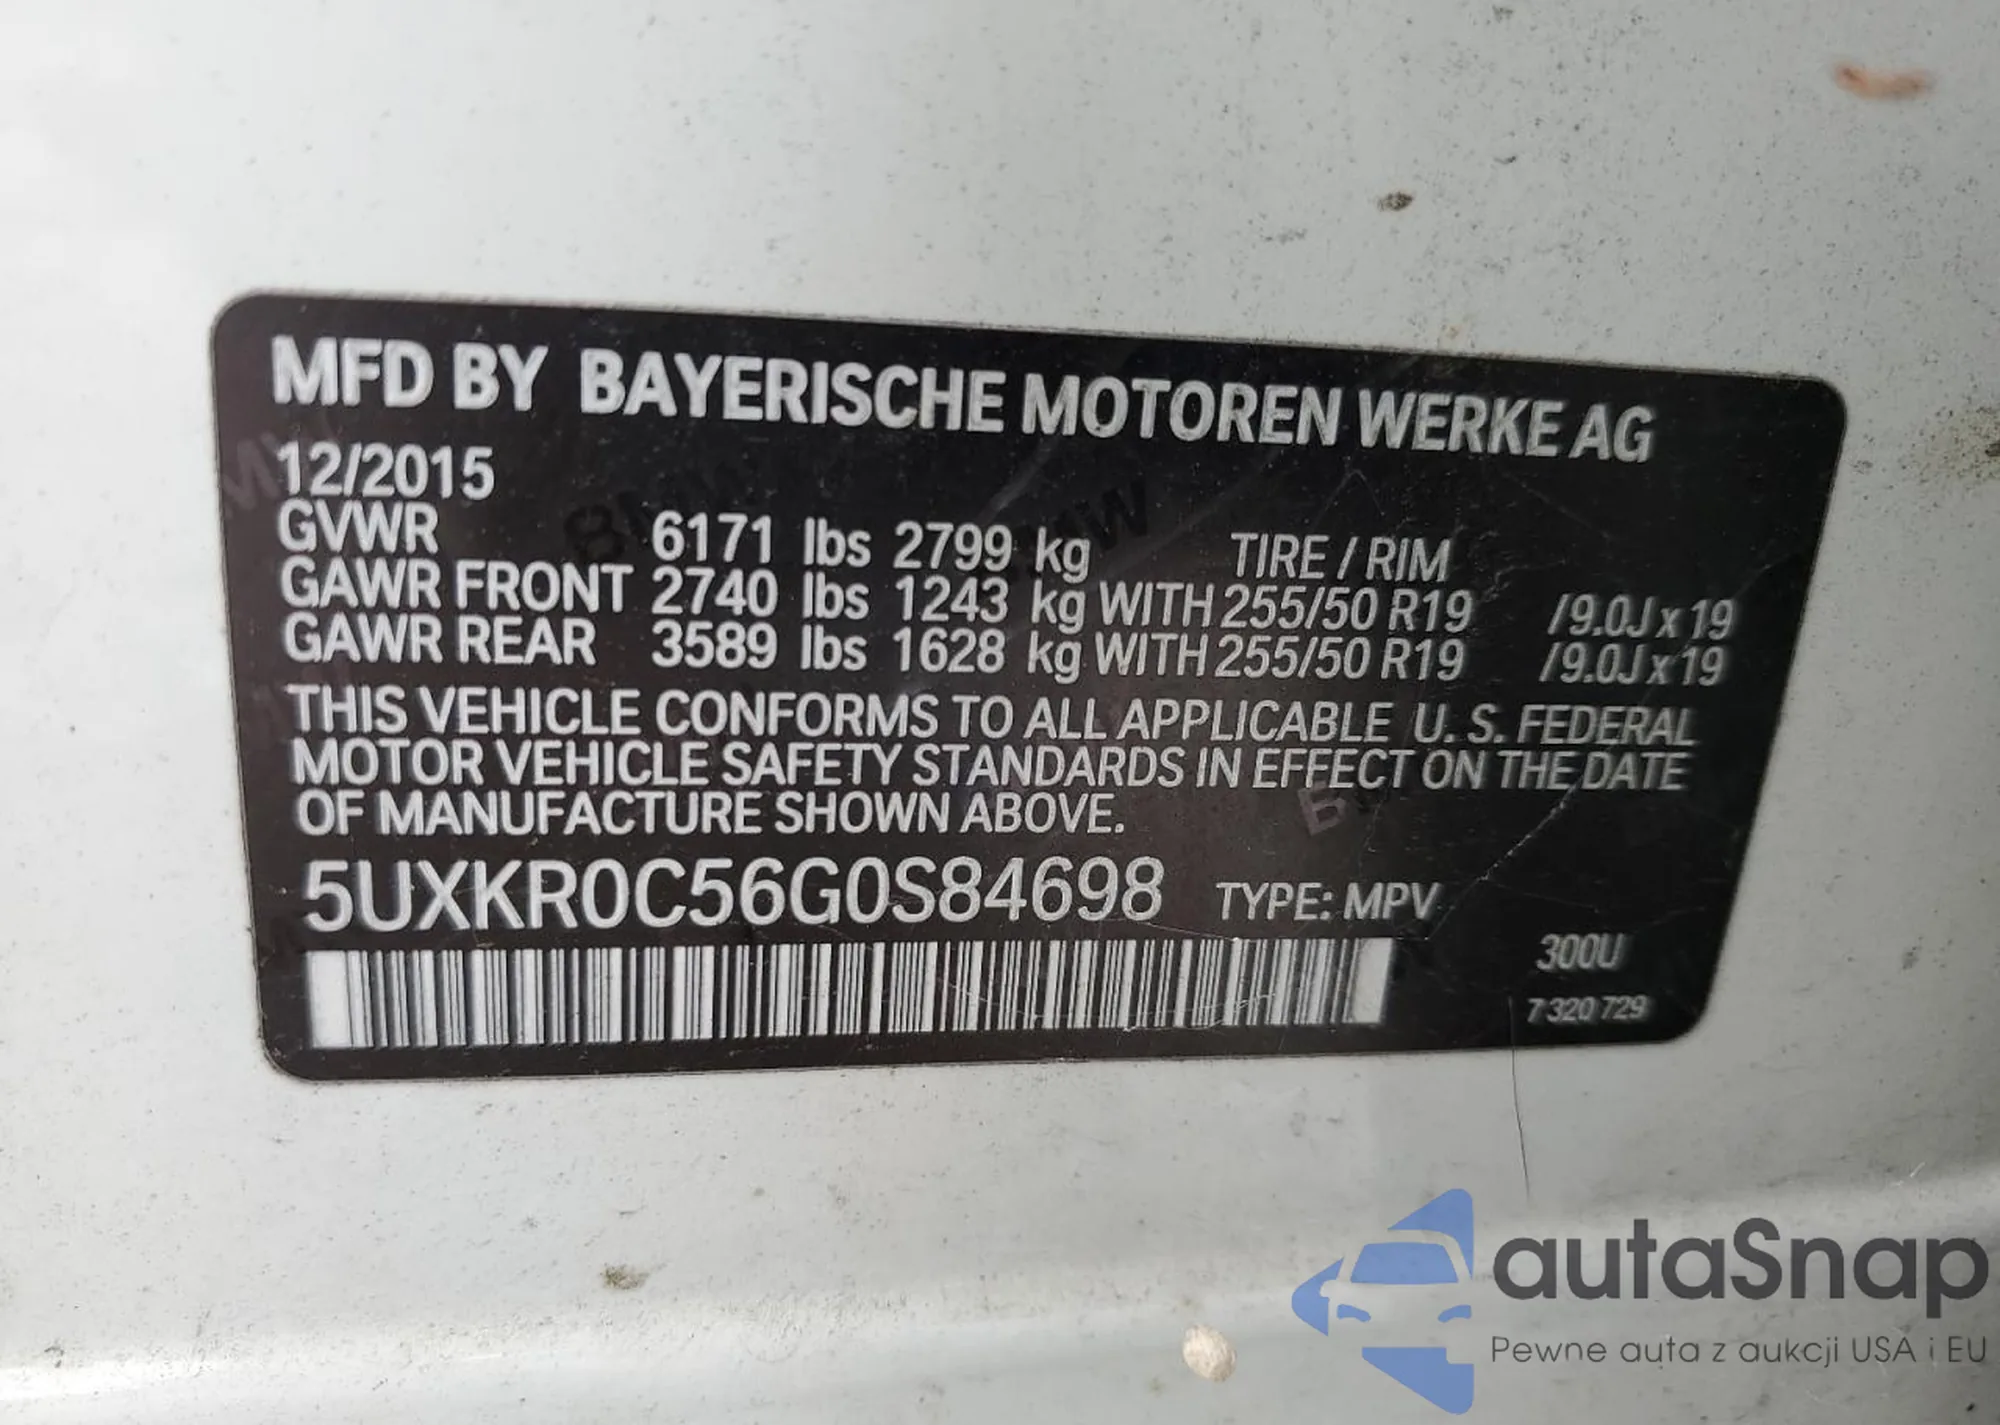 MFD BY BAYERISCHE MOTOREN WERKE AG
12/2015
GVWR 6171 lbs 2799 kg TIRE / RIM
GAWR FRONT 2740 lbs 1243 kg WITH 255/50 R19 /9.0J x 19
GAWR REAR 3589 lbs 1628 kg WITH 255/50 R19 /9.0J x 19
THIS VEHICLE CONFORMS TO ALL APPLICABLE U. S. FEDERAL
MOTOR VEHICLE SAFETY STANDARDS IN EFFECT ON THE DATE
OF MANUFACTURE SHOWN ABOVE.
5UXKR0C56G0S84698 TYPE: MPV
300U
7 320 729
autaSnap
Pewne auta z aukcji USA i EU